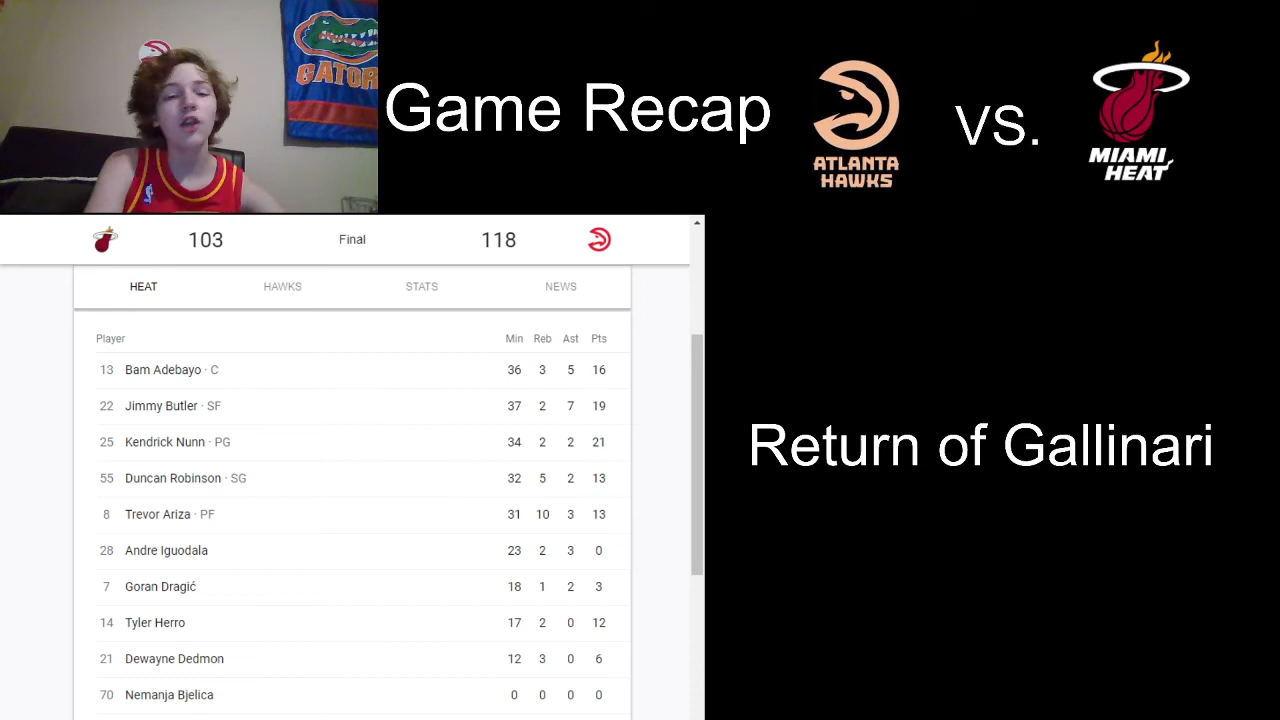 GATOR
Game Recap
ATLANTA
HAWKS
VS.
MIAMI
HEAT
103 Final 118
HEAT HAWKS STATS NEWS
Player Min Reb Ast Pts
13 Bam Adebayo · C 36 3 5 16
22 Jimmy Butler · SF 37 2 7 19
25 Kendrick Nunn · PG 34 2 2 21
55 Duncan Robinson · SG 32 5 2 13
8 Trevor Ariza · PF 31 10 3 13
28 Andre Iguodala 23 2 3 0
7 Goran Dragić 18 1 2 3
14 Tyler Herro 17 2 0 12
21 Dewayne Dedmon 12 3 0 6
70 Nemanja Bjelica 0 0 0 0
Return of Gallinari